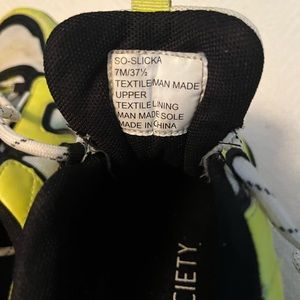 SO-SLICKA
7M/37½
TEXTILE/MAN MADE
UPPER
TEXTILE LINING
MAN MADE SOLE
MADE IN CHINA
CIETY